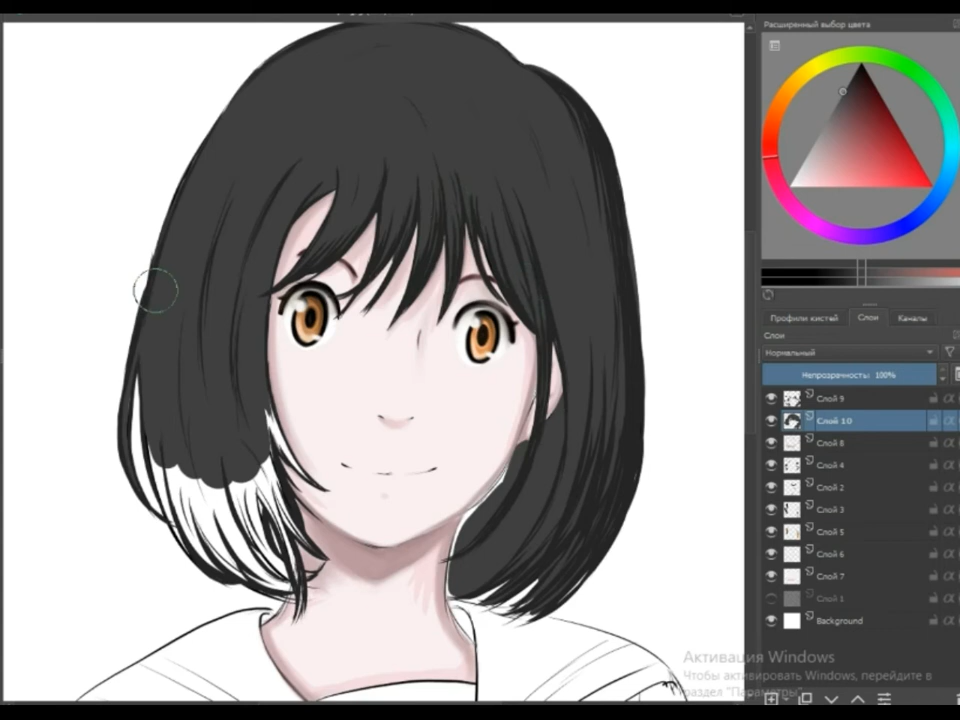 Расширенный выбор цвета
Профили кистей Слои Каналы
Слои
Нормальный
Непрозрачность: 100%
Слой 9
Слой 10
Слой 8
Слой 4
Слой 2
Слой 3
Слой 5
Слой 6
Слой 7
Слой 1
Background
Активация Windows
Чтобы активировать Windows, перейдите в
раздел "Параметры".